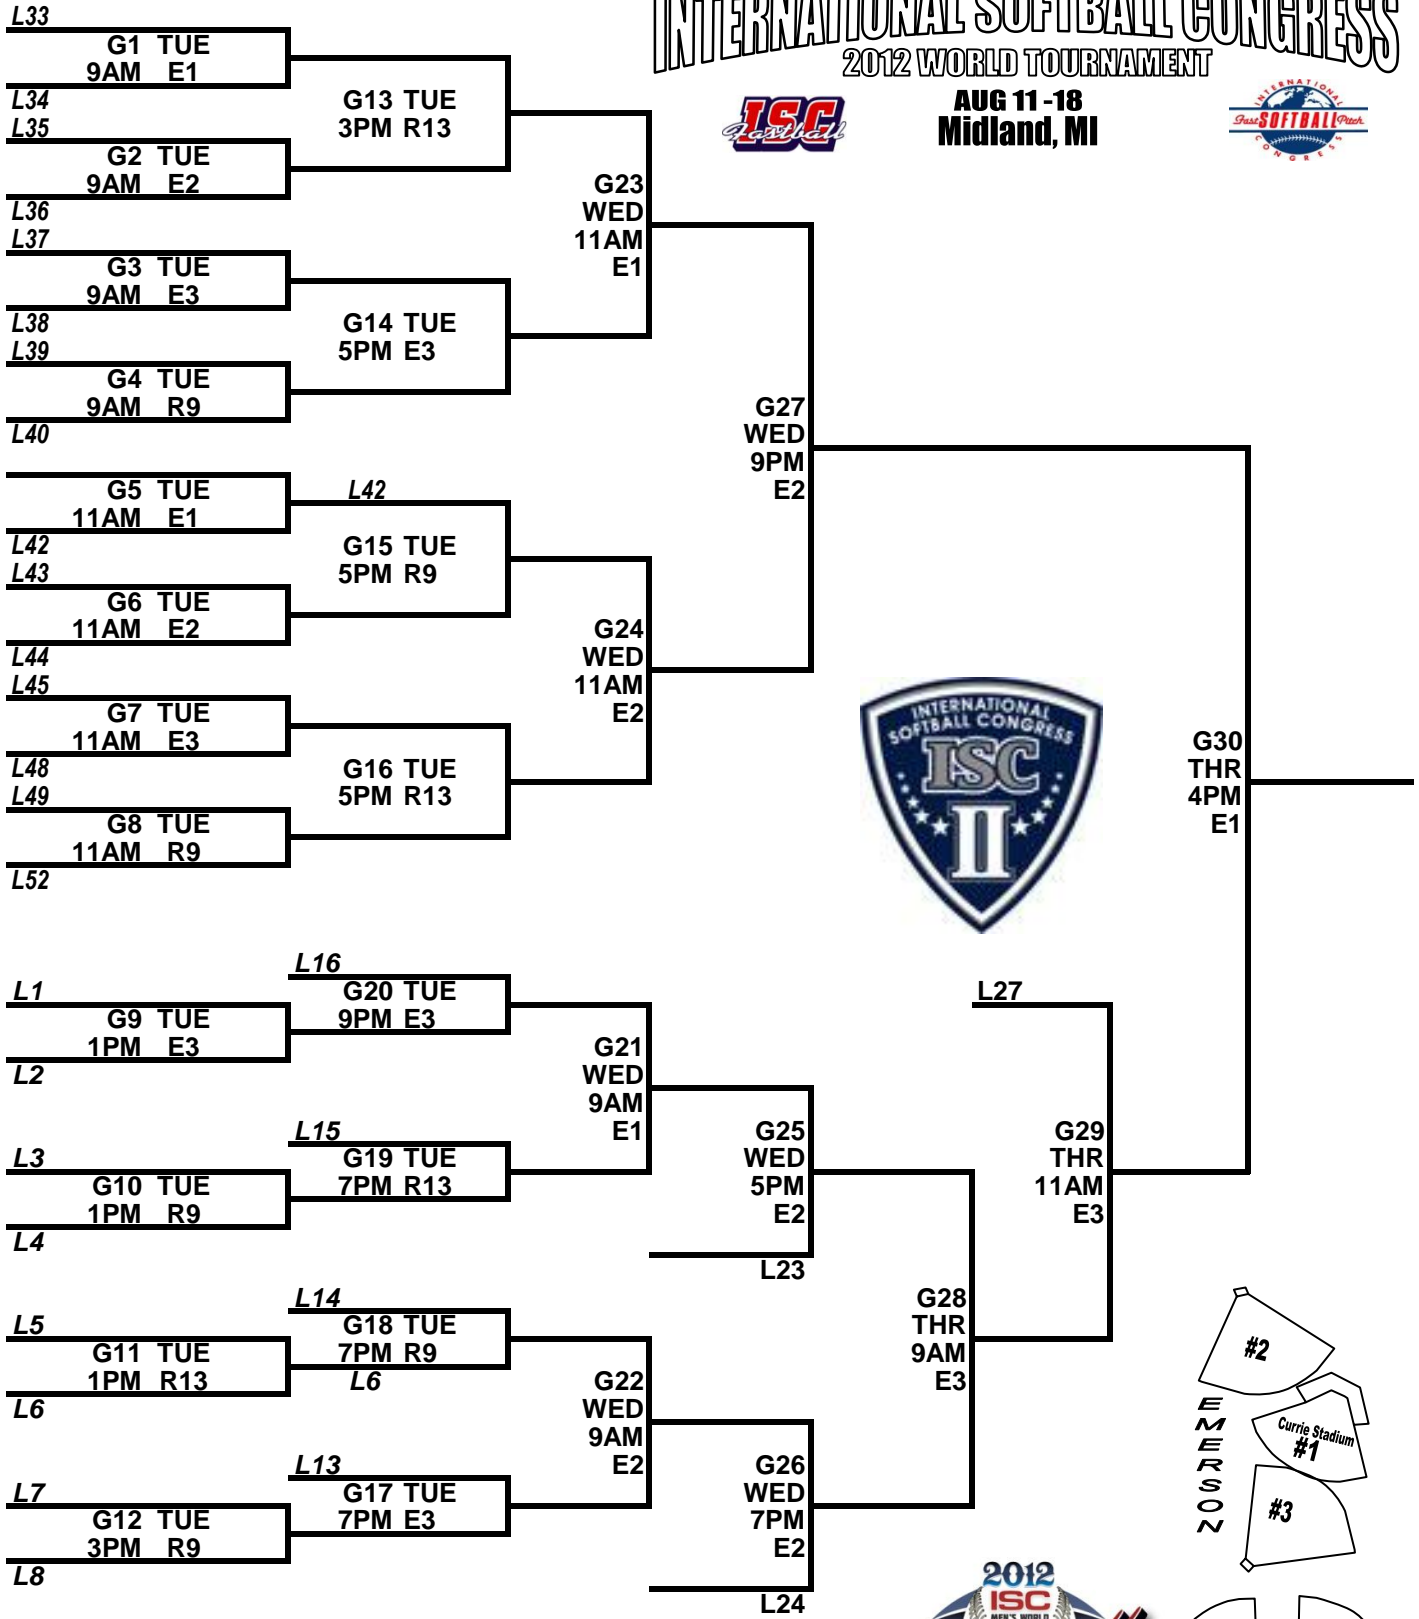 INTERNATIONAL SOFTBALL CONGRESS
2012 WORLD TOURNAMENT
AUG 11 -18
Midland, MI
ISC
Fastball
INTERNATIONAL
Fast SOFTBALL Pitch
CONGRESS
L33
G1 TUE
9AM E1
L34
L35
G2 TUE
9AM E2
L36
L37
G3 TUE
9AM E3
L38
L39
G4 TUE
9AM R9
L40
G5 TUE
11AM E1
L42
L43
G6 TUE
11AM E2
L44
L45
G7 TUE
11AM E3
L48
L49
G8 TUE
11AM R9
L52
G13 TUE
3PM R13
G14 TUE
5PM E3
L42
G15 TUE
5PM R9
G16 TUE
5PM R13
G23
WED
11AM
E1
G24
WED
11AM
E2
G27
WED
9PM
E2
INTERNATIONAL
SOFTBALL CONGRESS
ISC
II
G30
THR
4PM
E1
L1
G9 TUE
1PM E3
L2
L3
G10 TUE
1PM R9
L4
L5
G11 TUE
1PM R13
L6
L7
G12 TUE
3PM R9
L8
L16
G20 TUE
9PM E3
L15
G19 TUE
7PM R13
L14
G18 TUE
7PM R9
L6
L13
G17 TUE
7PM E3
G21
WED
9AM
E1
G22
WED
9AM
E2
G25
WED
5PM
E2
L23
G26
WED
7PM
E2
L24
G28
THR
9AM
E3
L27
G29
THR
11AM
E3
EMERSON
#2
Currie Stadium
#1
#3
2012
ISC
MEN'S WORLD